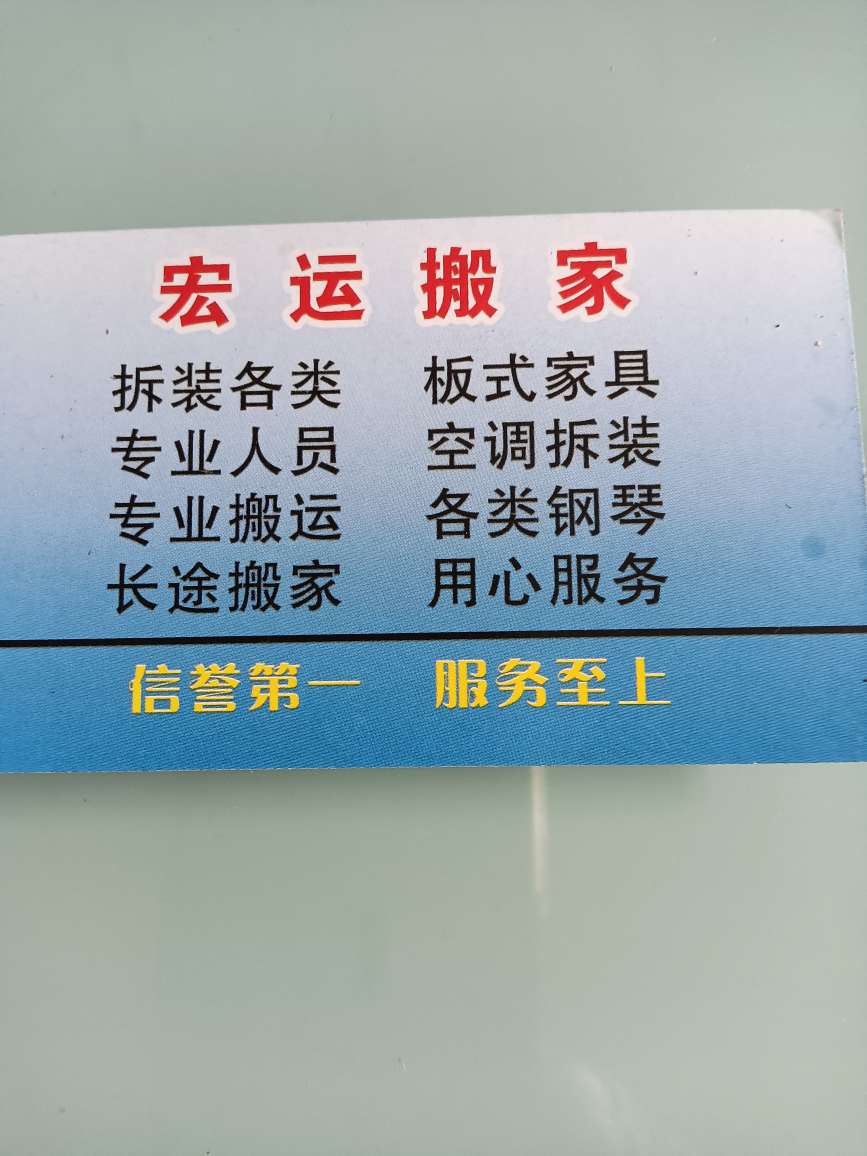 宏运搬家
拆装各类 板式家具
专业人员 空调拆装
专业搬运 各类钢琴
长途搬家 用心服务
信誉第一 服务至上